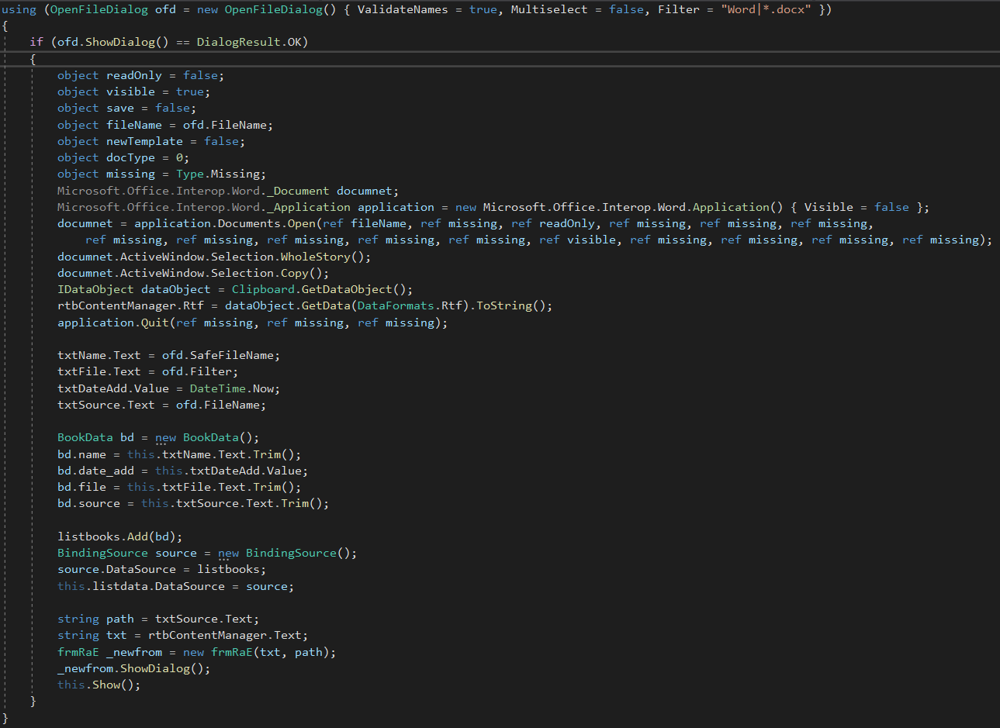 using (OpenFileDialog ofd = new OpenFileDialog() { ValidateNames = true, Multiselect = false, Filter = "Word|*.docx" })
{
if (ofd.ShowDialog() == DialogResult.OK)
{
object readOnly = false;
object visible = true;
object save = false;
object fileName = ofd.FileName;
object newTemplate = false;
object docType = 0;
object missing = Type.Missing;
Microsoft.Office.Interop.Word._Document documnet;
Microsoft.Office.Interop.Word._Application application = new Microsoft.Office.Interop.Word.Application() { Visible = false };
documnet = application.Documents.Open(ref fileName, ref missing, ref readOnly, ref missing, ref missing, ref missing,
ref missing, ref missing, ref missing, ref missing, ref missing, ref visible, ref missing, ref missing, ref missing, ref missing);
documnet.ActiveWindow.Selection.WholeStory();
documnet.ActiveWindow.Selection.Copy();
IDataObject dataObject = Clipboard.GetDataObject();
rtbContentManager.Rtf = dataObject.GetData(DataFormats.Rtf).ToString();
application.Quit(ref missing, ref missing, ref missing);
txtName.Text = ofd.SafeFileName;
txtFile.Text = ofd.Filter;
txtDateAdd.Value = DateTime.Now;
txtSource.Text = ofd.FileName;
BookData bd = new BookData();
bd.name = this.txtName.Text.Trim();
bd.date_add = this.txtDateAdd.Value;
bd.file = this.txtFile.Text.Trim();
bd.source = this.txtSource.Text.Trim();
listbooks.Add(bd);
BindingSource source = new BindingSource();
source.DataSource = listbooks;
this.listdata.DataSource = source;
string path = txtSource.Text;
string txt = rtbContentManager.Text;
frmRaE _newfrom = new frmRaE(txt, path);
_newfrom.ShowDialog();
this.Show();
}
}